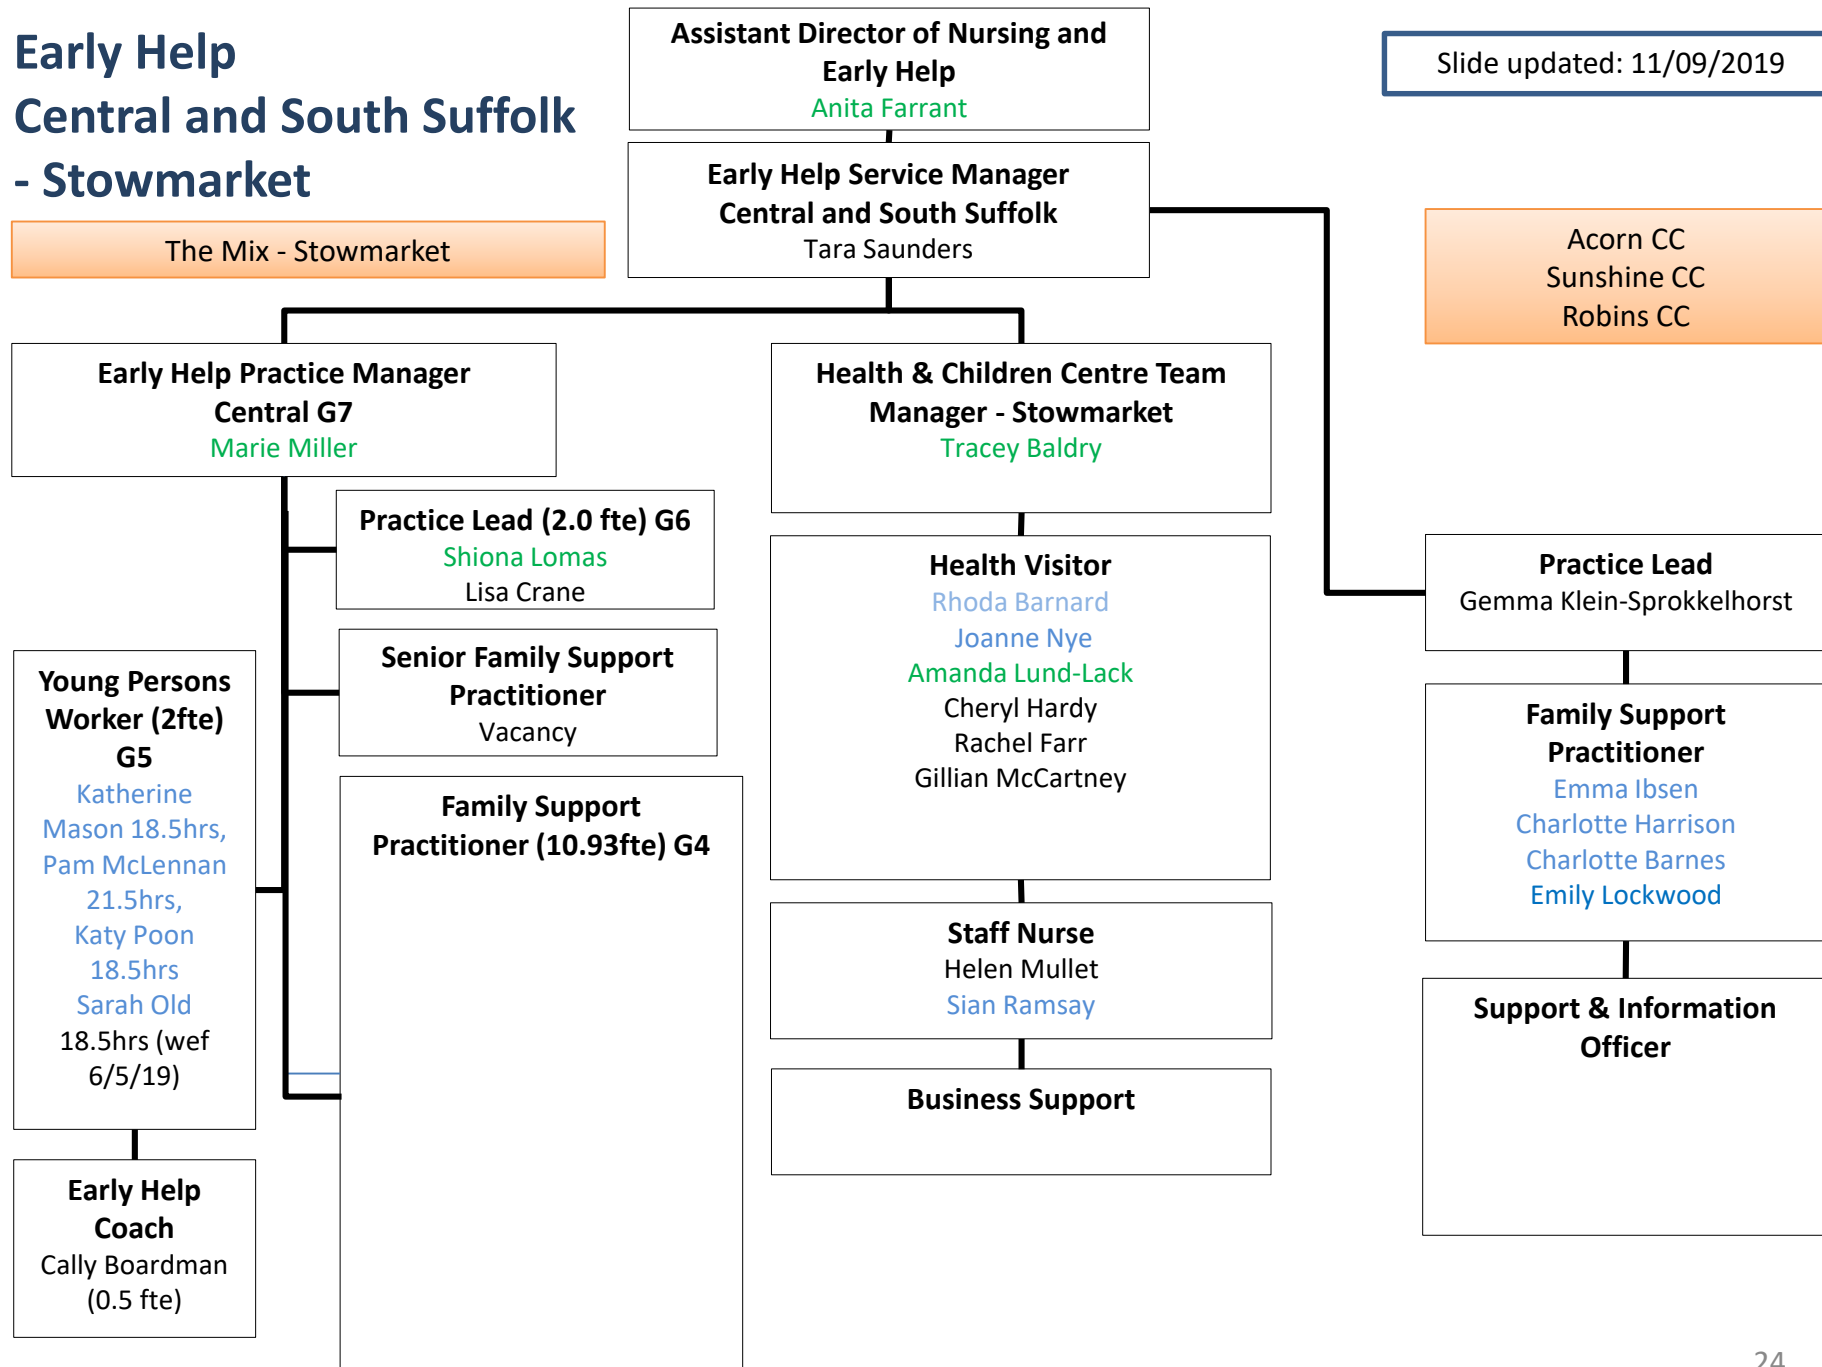 Early Help
Central and South Suffolk
- Stowmarket
Assistant Director of Nursing and
Early Help
Anita Farrant
Slide updated: 11/09/2019
Early Help Service Manager
Central and South Suffolk
Tara Saunders
The Mix - Stowmarket
Acorn CC
Sunshine CC
Robins CC
Early Help Practice Manager
Central G7
Marie Miller
Health & Children Centre Team
Manager - Stowmarket
Tracey Baldry
Practice Lead (2.0 fte) G6
Shiona Lomas
Lisa Crane
Senior Family Support
Practitioner
Vacancy
Young Persons
Worker (2fte)
G5
Katherine
Mason 18.5hrs,
Pam McLennan
21.5hrs,
Katy Poon
18.5hrs
Sarah Old
18.5hrs (wef
6/5/19)
Family Support
Practitioner (10.93fte) G4
Early Help
Coach
Cally Boardman
(0.5 fte)
Health Visitor
Rhoda Barnard
Joanne Nye
Amanda Lund-Lack
Cheryl Hardy
Rachel Farr
Gillian McCartney
Staff Nurse
Helen Mullet
Sian Ramsay
Business Support
Practice Lead
Gemma Klein-Sprokkelhorst
Family Support
Practitioner
Emma Ibsen
Charlotte Harrison
Charlotte Barnes
Emily Lockwood
Support & Information
Officer
24